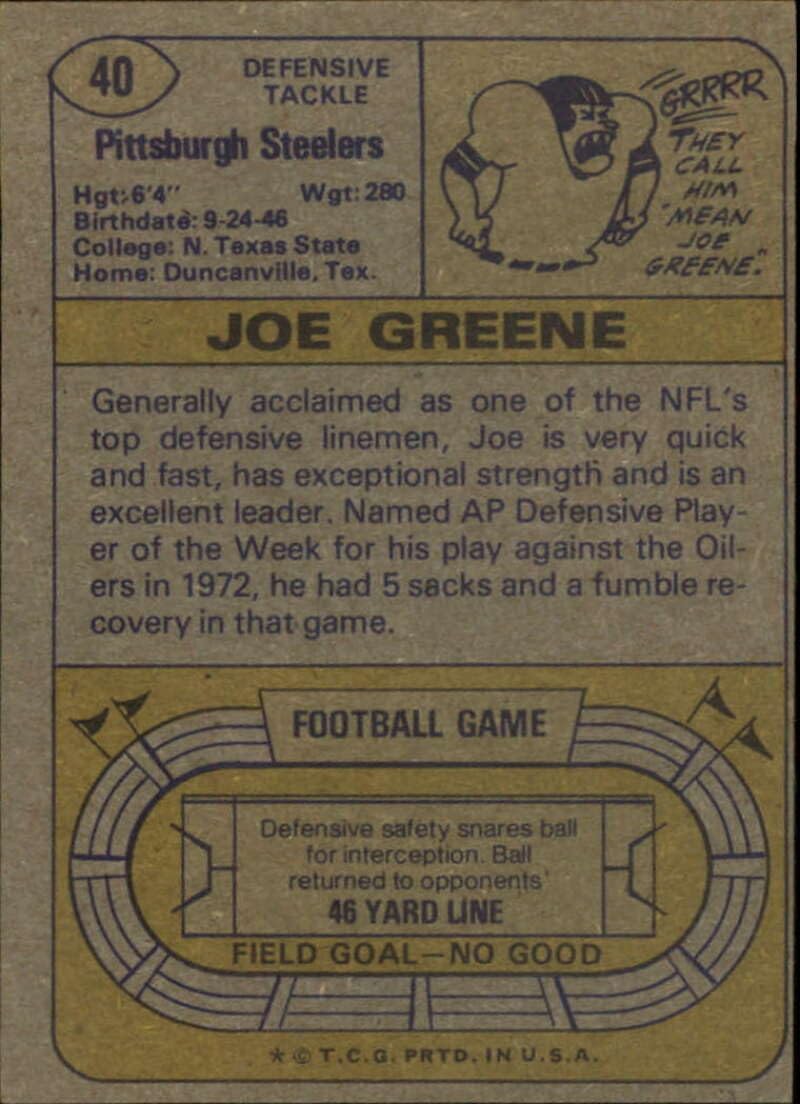 40
DEFENSIVE
TACKLE
Pittsburgh Steelers
Hgt: 6'4" Wgt: 280
Birthdate: 9-24-46
College: N. Texas State
Home: Duncanville, Tex.
GRRRR
THEY
CALL
HIM
"MEAN
JOE
GREENE."
JOE GREENE
Generally acclaimed as one of the NFL's
top defensive linemen, Joe is very quick
and fast, has exceptional strength and is an
excellent leader. Named AP Defensive Play-
er of the Week for his play against the Oil-
ers in 1972, he had 5 sacks and a fumble re-
covery in that game.
FOOTBALL GAME
Defensive safety snares ball
for interception. Ball
returned to opponents'
46 YARD LINE
FIELD GOAL—NO GOOD
* © T.C.G. PRTD. IN U.S.A.